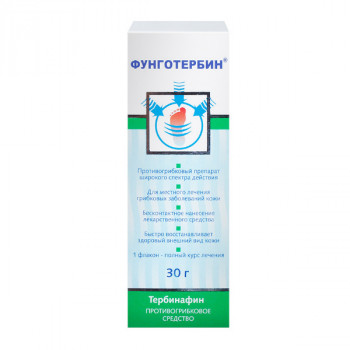 ФУНГОТЕРБИН®
Противогрибковый препарат
широкого спектра действия
Для местного лечения
грибковых заболеваний кожи
Бесконтактное нанесение
лекарственного средства
Быстро восстанавливает
здоровый внешний вид кожи
1 флакон - полный курс лечения
30 г
Тербинафин
ПРОТИВОГРИБКОВОЕ
СРЕДСТВО